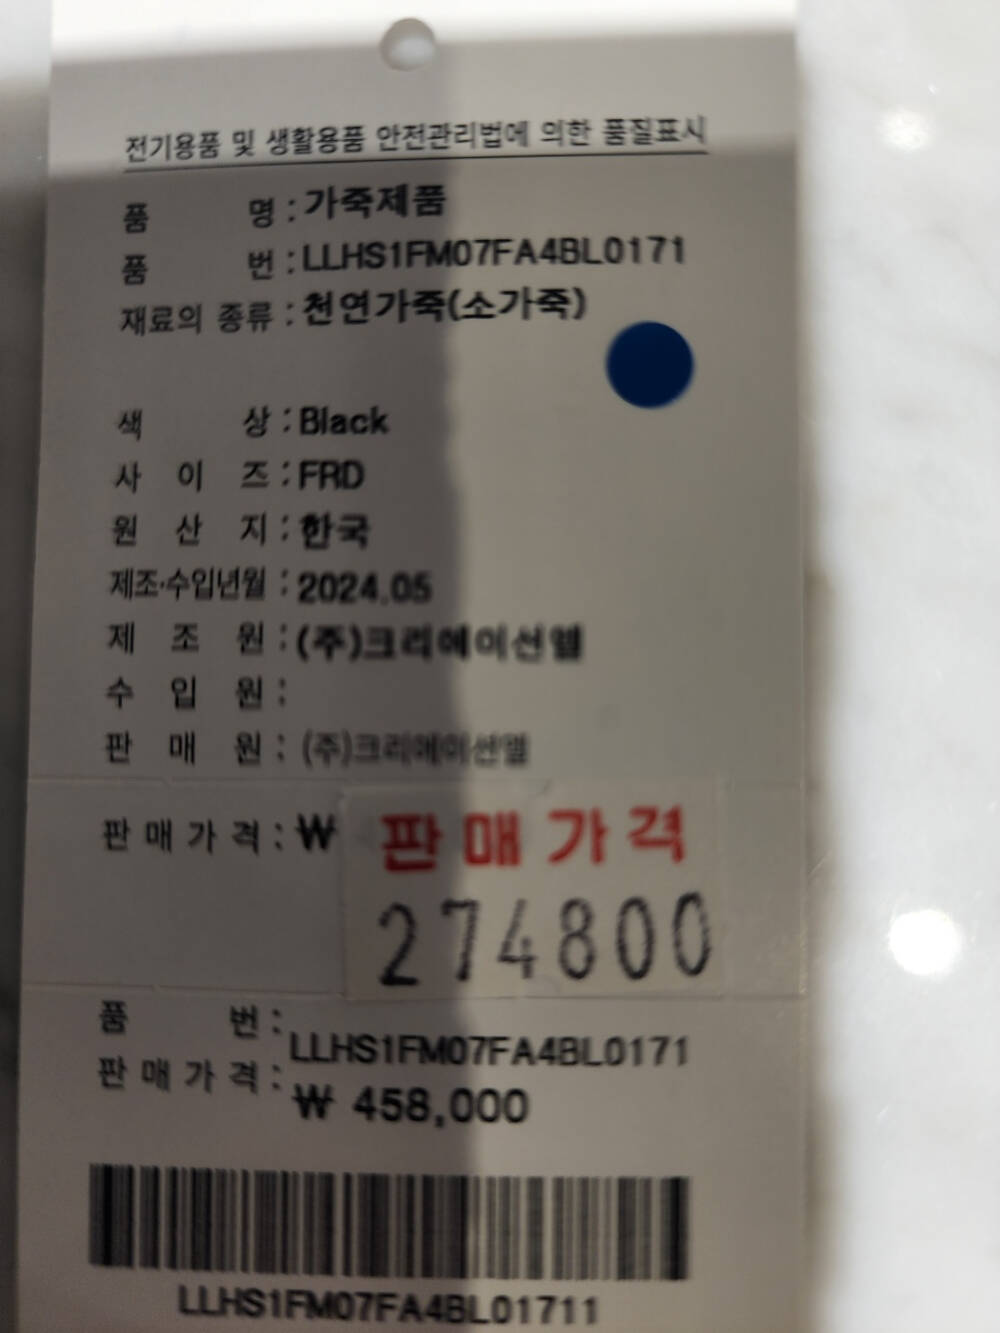 전기용품 및 생활용품 안전관리법에 의한 품질표시
품 명 : 가죽제품
품 번 : LLHS1FM07FA4BL0171
재료의 종류 : 천연가죽(소가죽)
색 상 : Black
사 이 즈 : FRD
원 산 지 : 한국
제조·수입년월 : 2024.05
제 조 원 : (주)크리에이션엘
수 입 원 :
판 매 원 : (주)크리에이션엘
판 매 가 격 : ₩
판매가격
274800
품 번 :
LLHS1FM07FA4BL0171
판 매 가 격 :
₩ 458,000
LLHS1FM07FA4BL01711